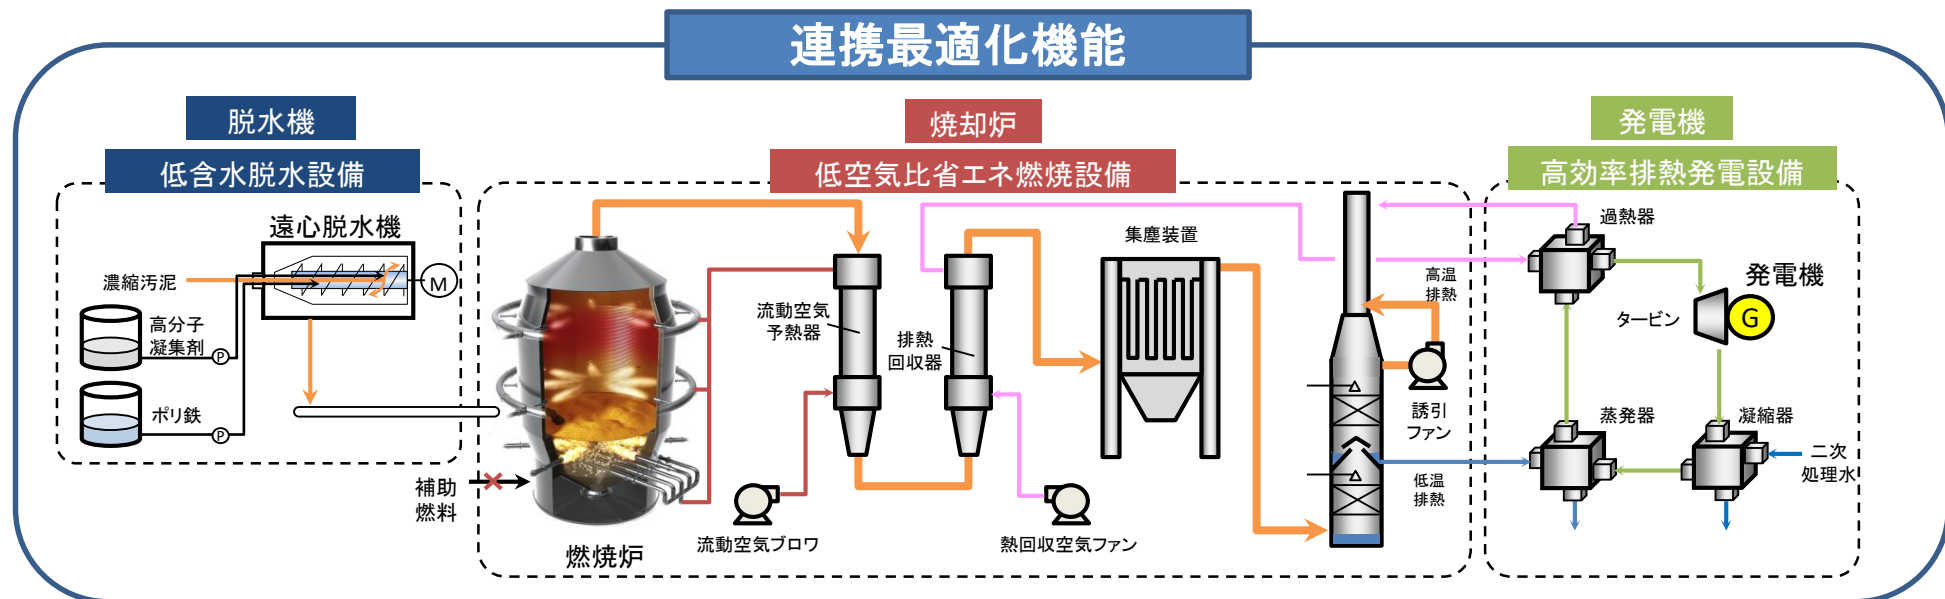 連携最適化機能
脱水機
低含水脱水設備
遠心脱水機
濃縮汚泥
M
高分子
凝集剤
P
ポリ鉄
P
焼却炉
低空気比省エネ燃焼設備
補助
燃料
燃焼炉
流動空気
予熱器
流動空気ブロワ
排熱
回収器
熱回収空気ファン
集塵装置
高温
排熱
誘引
ファン
低温
排熱
発電機
高効率排熱発電設備
過熱器
発電機
タービン
G
蒸発器
凝縮器
二次
処理水